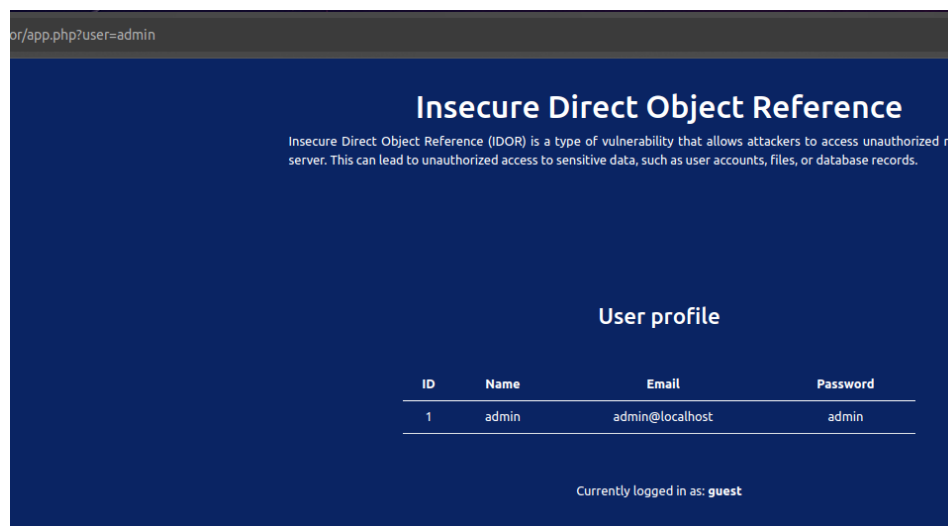 or/app.php?user=admin
Insecure Direct Object Reference
Insecure Direct Object Reference (IDOR) is a type of vulnerability that allows attackers to access unauthorized
server. This can lead to unauthorized access to sensitive data, such as user accounts, files, or database records.
User profile
ID Name Email Password
1 admin admin@localhost admin
Currently logged in as: guest